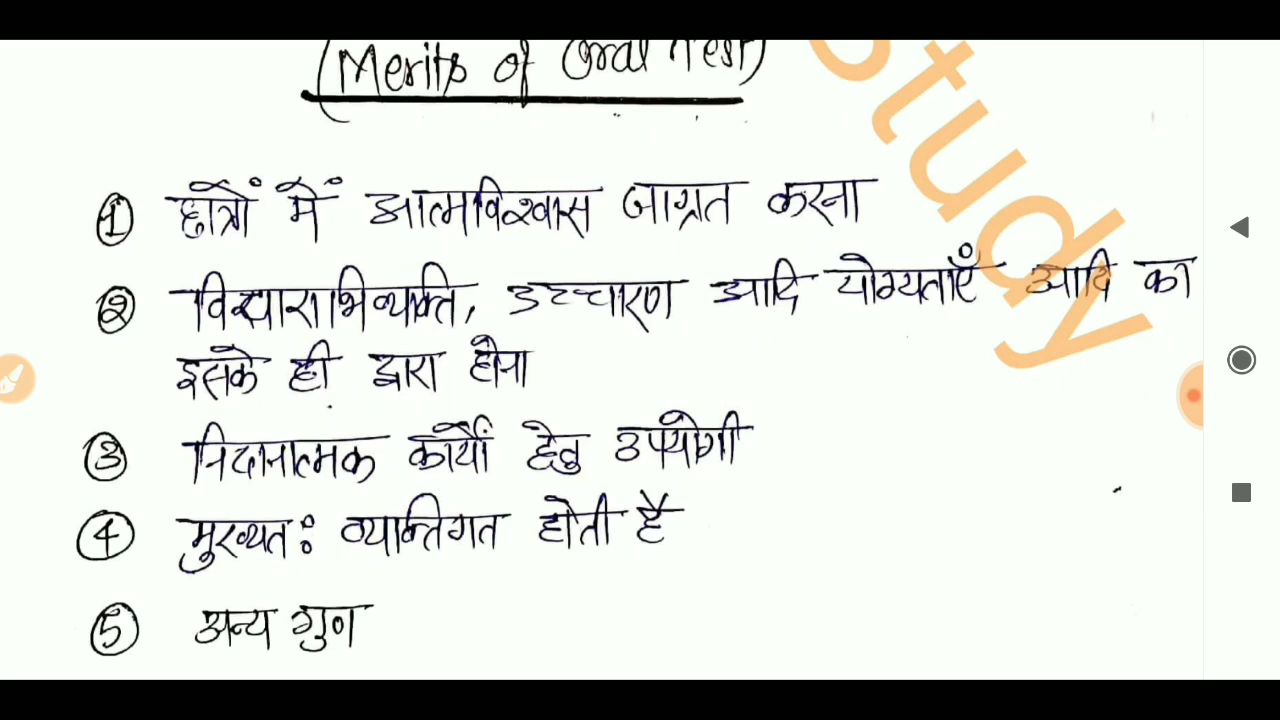 (Merits of Oral Test)
① छात्रों में आत्मविश्वास जाग्रत करना
② विचाराभिव्यक्ति, उच्चारण आदि योग्यताएँ आदि का
इसके ही द्वारा होना
③ निदानात्मक कार्यों हेतु उपयोगी
④ मुख्यत: व्यक्तिगत होती है
⑤ अन्य गुण
Study